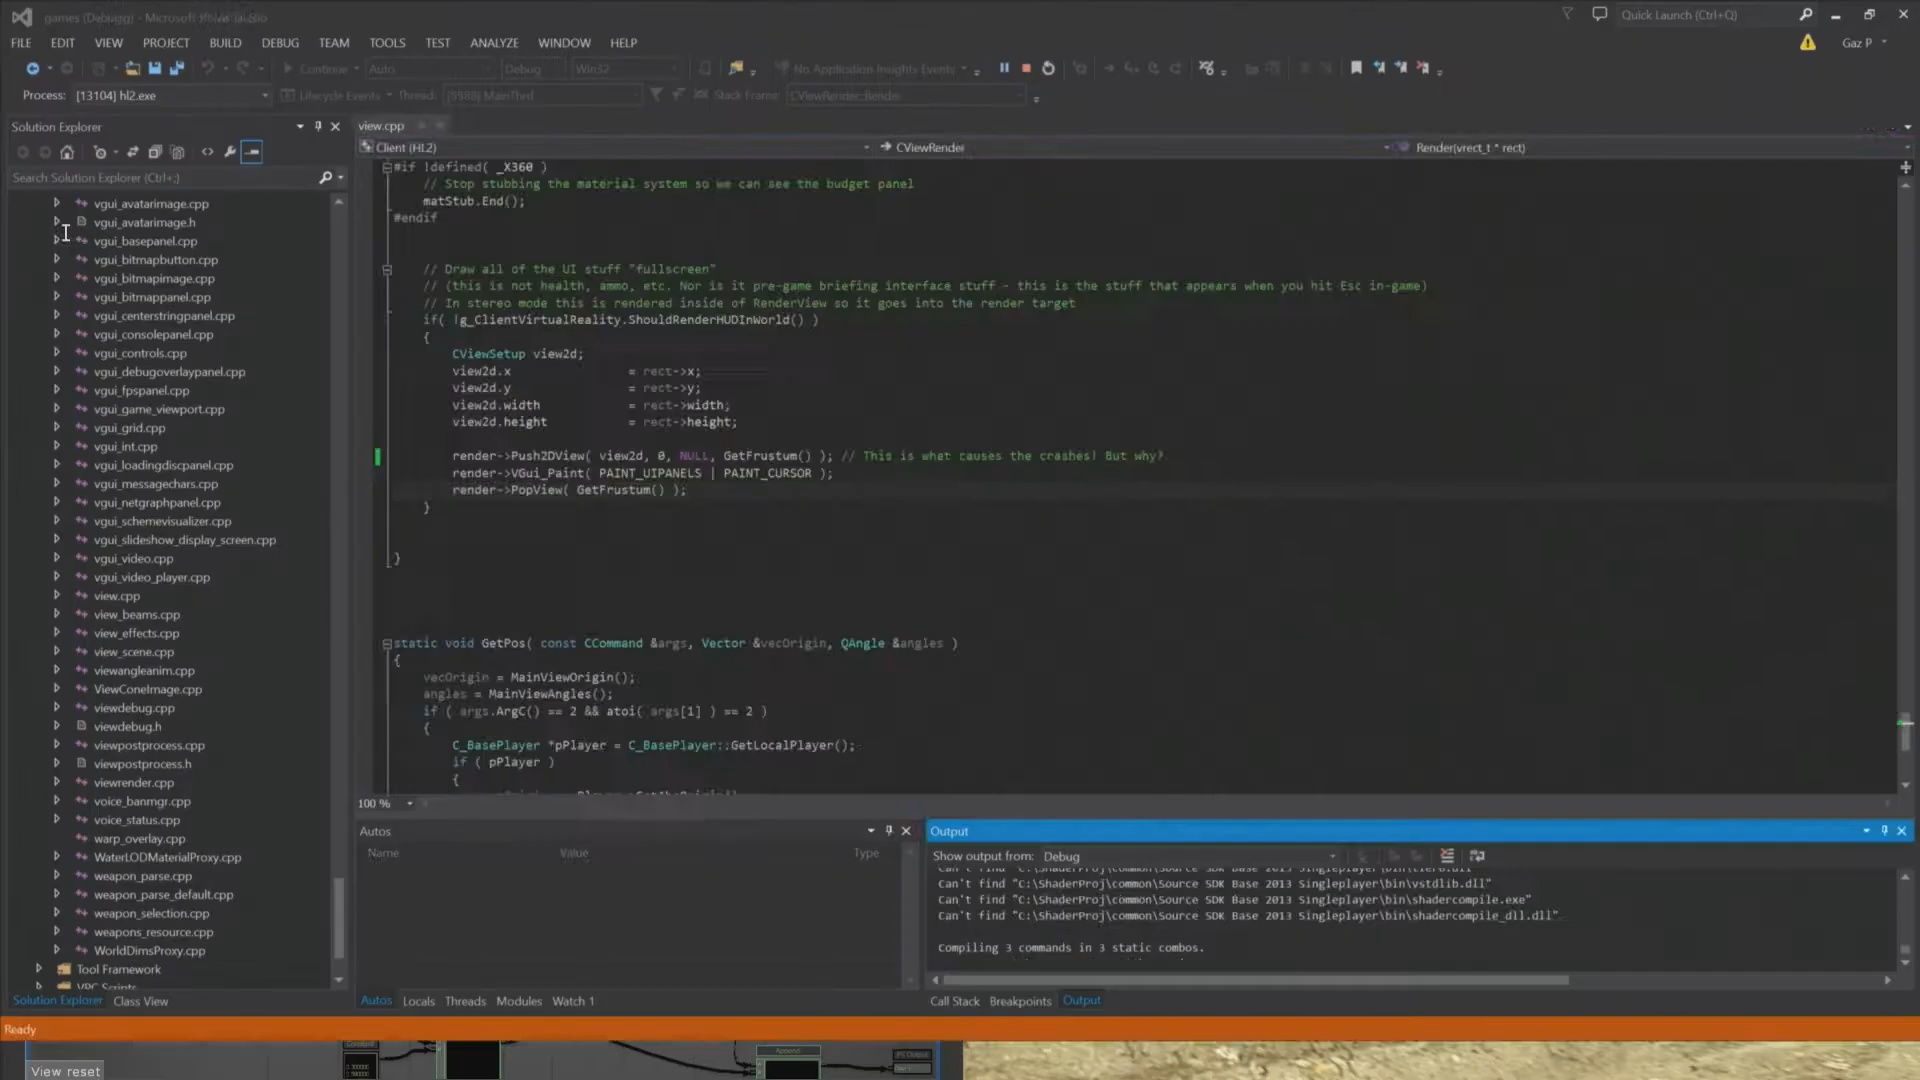 games (Debugg) - Microsoft Visual Studio
Quick Launch (Ctrl+Q)
FILE EDIT VIEW PROJECT BUILD DEBUG TEAM TOOLS TEST ANALYZE WINDOW HELP
Gaz P
Continue Auto Debug Win32 No Application Insights Events
Process: [13104] hl2.exe Lifecycle Events Thread: [9988] MainThrd Stack Frame: CViewRender::Render
Solution Explorer
Search Solution Explorer (Ctrl+;)
vgui_avatarimage.cpp
vgui_avatarimage.h
vgui_basepanel.cpp
vgui_bitmapbutton.cpp
vgui_bitmapimage.cpp
vgui_bitmappanel.cpp
vgui_centerstringpanel.cpp
vgui_consolepanel.cpp
vgui_controls.cpp
vgui_debugoverlaypanel.cpp
vgui_fpspanel.cpp
vgui_game_viewport.cpp
vgui_grid.cpp
vgui_int.cpp
vgui_loadingdiscpanel.cpp
vgui_messagechars.cpp
vgui_netgraphpanel.cpp
vgui_schemevisualizer.cpp
vgui_slideshow_display_screen.cpp
vgui_video.cpp
vgui_video_player.cpp
view.cpp
view_beams.cpp
view_effects.cpp
view_scene.cpp
viewangleanim.cpp
ViewConeImage.cpp
viewdebug.cpp
viewdebug.h
viewpostprocess.cpp
viewpostprocess.h
viewrender.cpp
voice_banmgr.cpp
voice_status.cpp
warp_overlay.cpp
WaterLODMaterialProxy.cpp
weapon_parse.cpp
weapon_parse_default.cpp
weapon_selection.cpp
weapons_resource.cpp
WorldDimsProxy.cpp
Tool Framework
VPC Scripts
Solution Explorer Class View
view.cpp
Client (HL2) CViewRender Render(vrect_t * rect)
#if !defined( _X360 )
// Stop stubbing the material system so we can see the budget panel
matStub.End();
#endif
// Draw all of the UI stuff "fullscreen"
// (this is not health, ammo, etc. Nor is it pre-game briefing interface stuff - this is the stuff that appears when you hit Esc in-game)
// In stereo mode this is rendered inside of RenderView so it goes into the render target
if( !g_ClientVirtualReality.ShouldRenderHUDInWorld() )
{
CViewSetup view2d;
view2d.x = rect->x;
view2d.y = rect->y;
view2d.width = rect->width;
view2d.height = rect->height;
render->Push2DView( view2d, 0, NULL, GetFrustum() ); // This is what causes the crashes! But why?
render->VGui_Paint( PAINT_UIPANELS | PAINT_CURSOR );
render->PopView( GetFrustum() );
}
}
static void GetPos( const CCommand &args, Vector &vecOrigin, QAngle &angles )
{
vecOrigin = MainViewOrigin();
angles = MainViewAngles();
if ( args.ArgC() == 2 && atoi( args[1] ) == 2 )
{
C_BasePlayer *pPlayer = C_BasePlayer::GetLocalPlayer();
if ( pPlayer )
{
100 %
Autos
Name Value Type
Autos Locals Threads Modules Watch 1
Output
Show output from: Debug
Can't find "C:\ShaderProj\common\Source SDK Base 2013 Singleplayer\bin\tier0.dll"
Can't find "C:\ShaderProj\common\Source SDK Base 2013 Singleplayer\bin\vstdlib.dll"
Can't find "C:\ShaderProj\common\Source SDK Base 2013 Singleplayer\bin\shadercompile.exe"
Can't find "C:\ShaderProj\common\Source SDK Base 2013 Singleplayer\bin\shadercompile_dll.dll"
Compiling 3 commands in 3 static combos.
Call Stack Breakpoints Output
Ready
View reset
Append